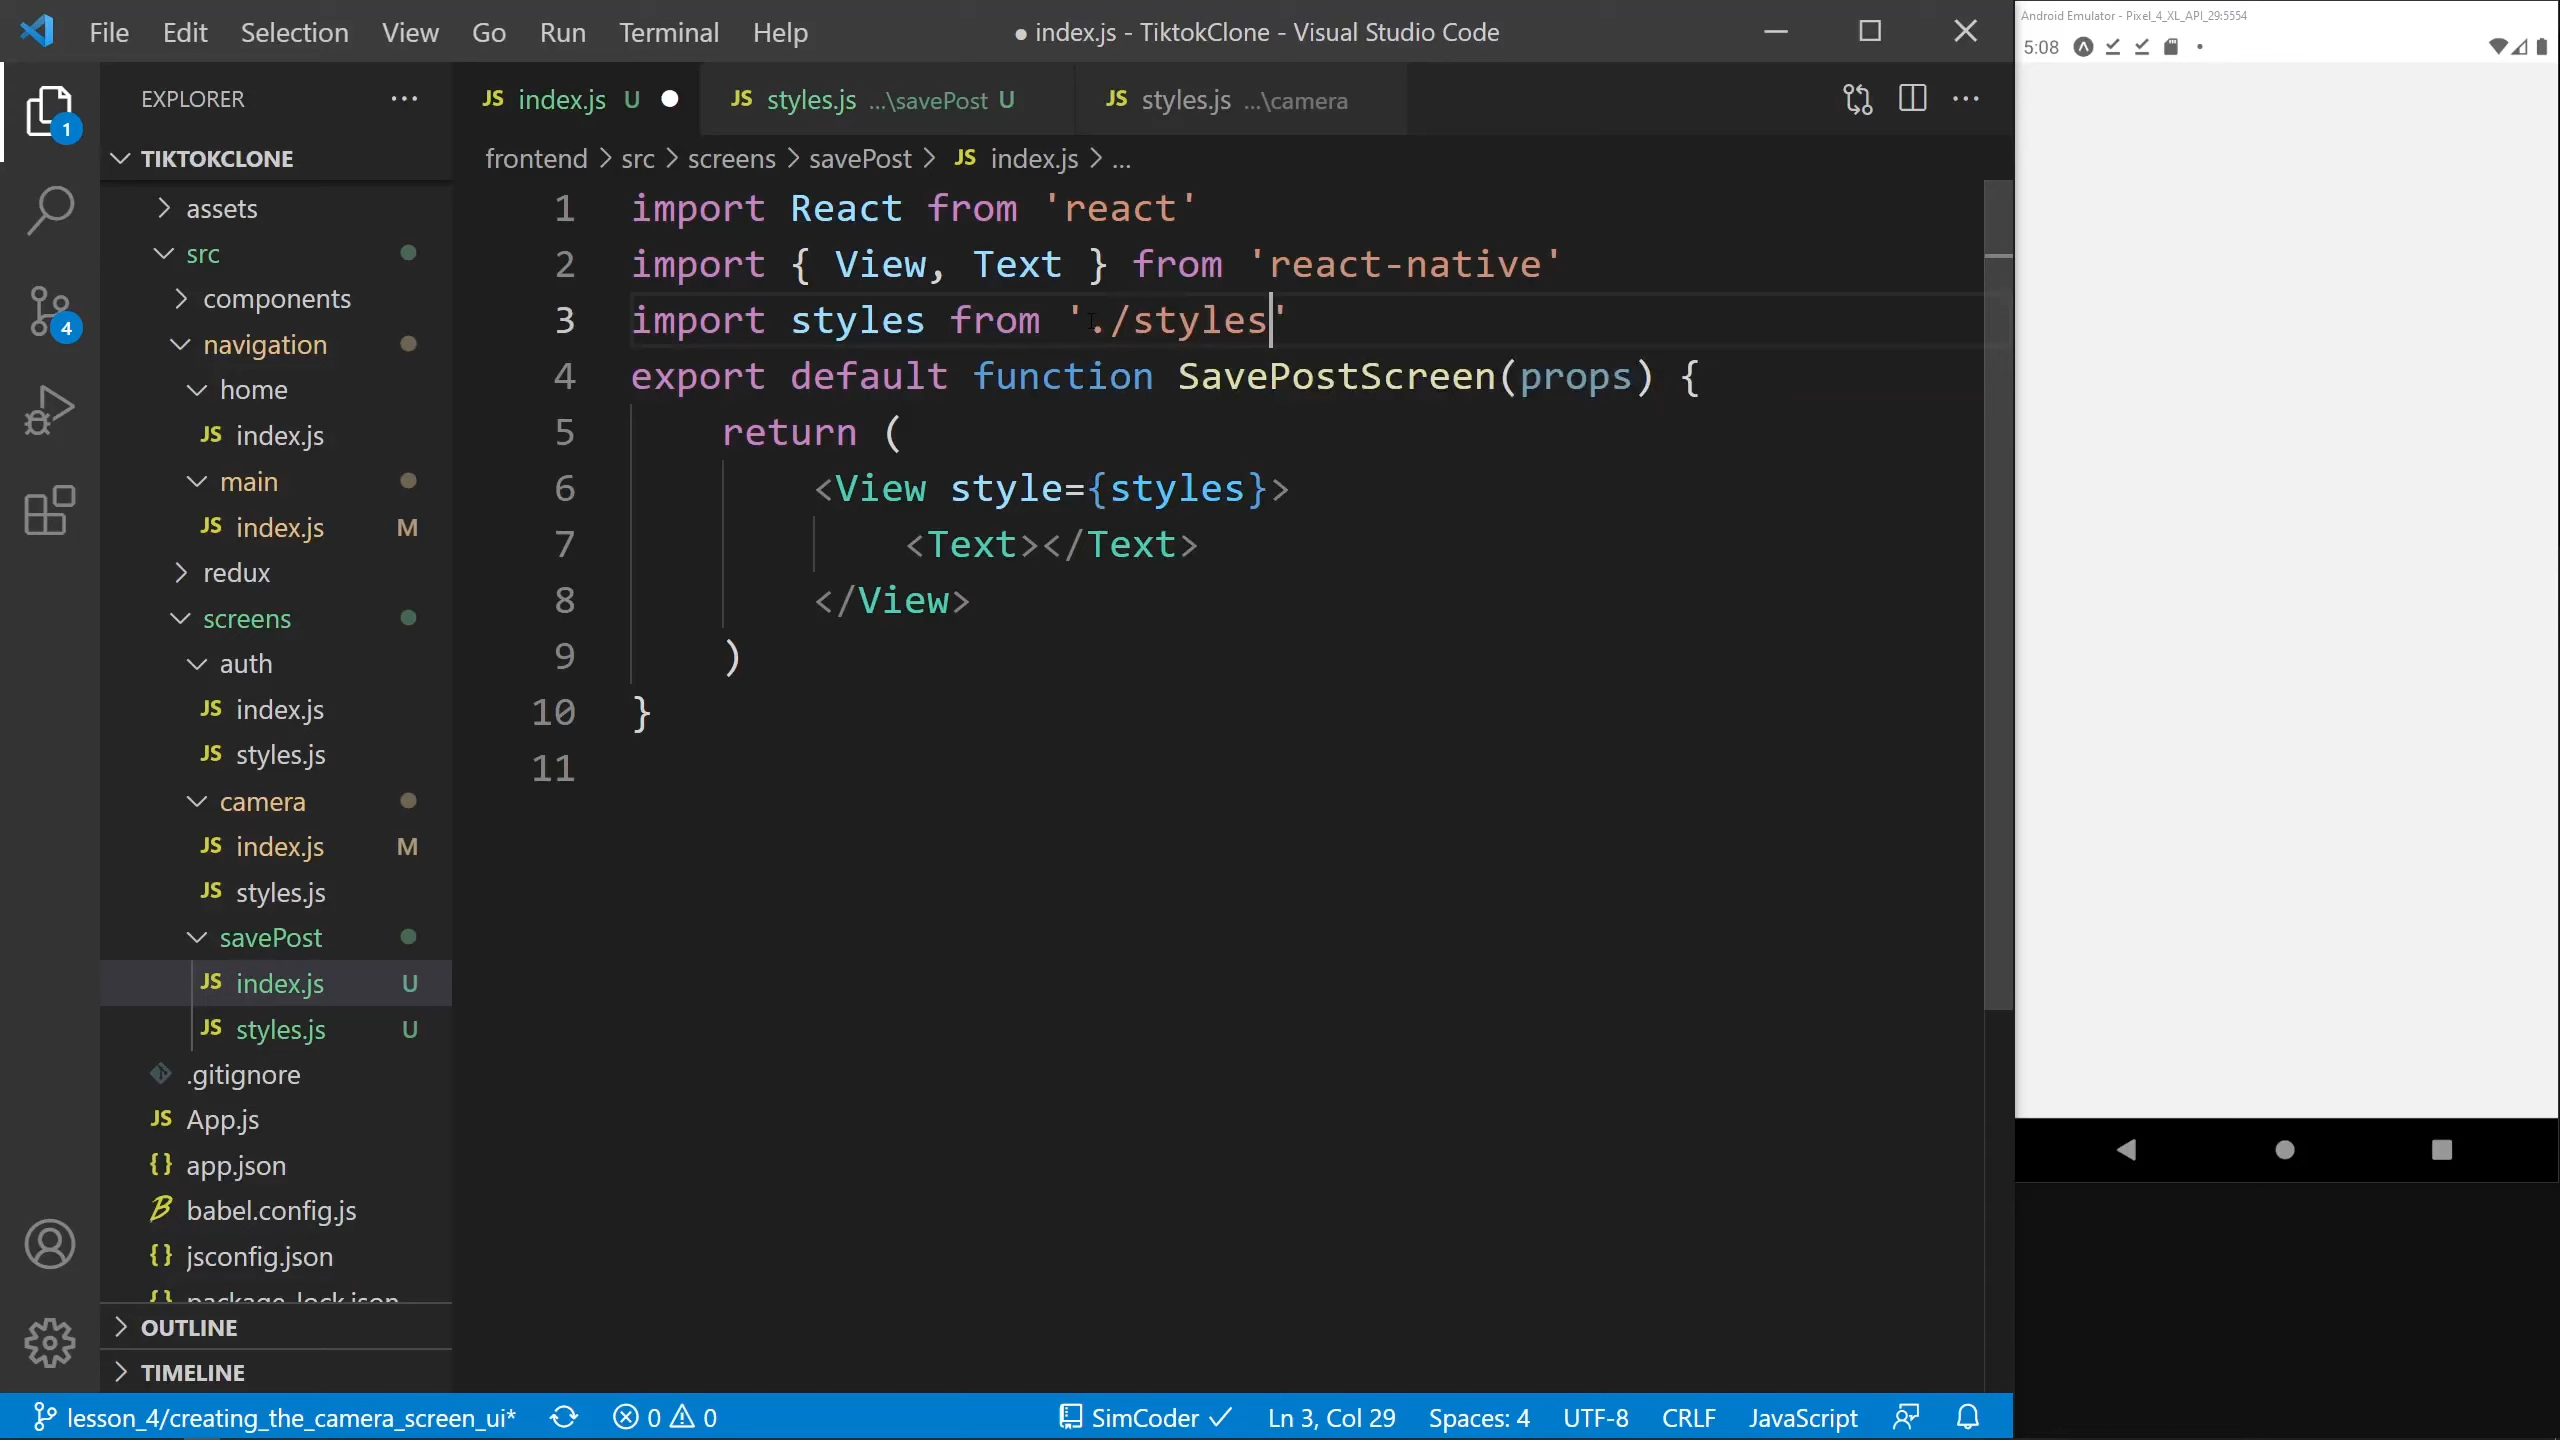 File Edit Selection View Go Run Terminal Help
● index.js - TiktokClone - Visual Studio Code
EXPLORER
TIKTOKCLONE
assets
src
components
navigation
home
JS index.js
main
JS index.js M
redux
screens
auth
JS index.js
JS styles.js
camera
JS index.js M
JS styles.js
savePost
JS index.js U
JS styles.js U
.gitignore
JS App.js
{} app.json
babel.config.js
{} jsconfig.json
{} package-lock.json
OUTLINE
TIMELINE
1
4
JS index.js U
JS styles.js ...\savePost U
JS styles.js ...\camera
frontend > src > screens > savePost > JS index.js > ...
1 import React from 'react'
2 import { View, Text } from 'react-native'
3 import styles from './styles'
4 export default function SavePostScreen(props) {
5 return (
6 <View style={styles}>
7 <Text></Text>
8 </View>
9 )
10 }
11
lesson_4/creating_the_camera_screen_ui* 0 0 SimCoder Ln 3, Col 29 Spaces: 4 UTF-8 CRLF JavaScript
Android Emulator - Pixel_4_XL_API_29:5554
5:08